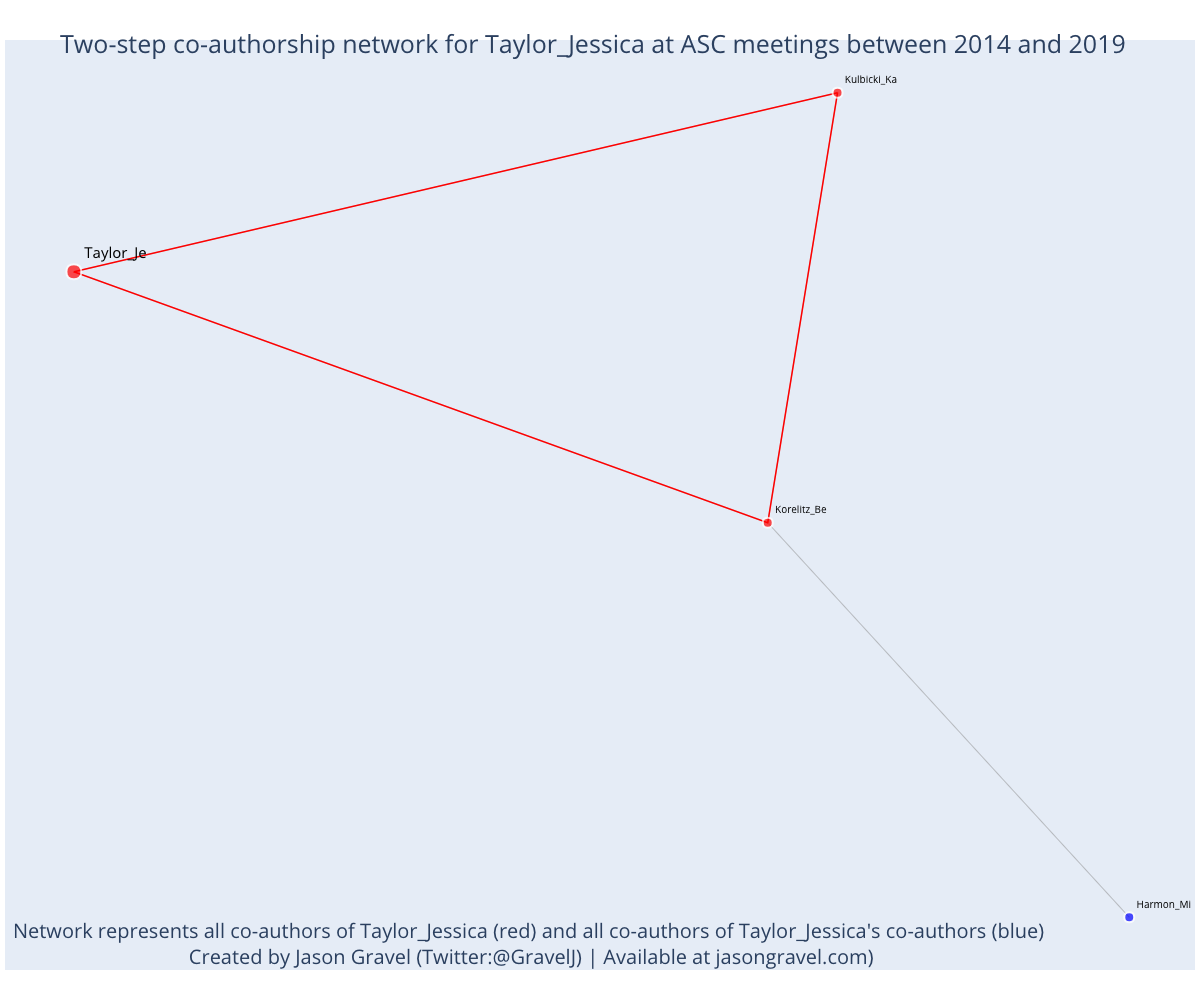 Two-step co-authorship network for Taylor_Jessica at ASC meetings between 2014 and 2019
Kulbicki_Ka
Taylor_Je
Korelitz_Be
Harmon_Mi
Network represents all co-authors of Taylor_Jessica (red) and all co-authors of Taylor_Jessica's co-authors (blue)
Created by Jason Gravel (Twitter:@GravelJ) | Available at jasongravel.com)